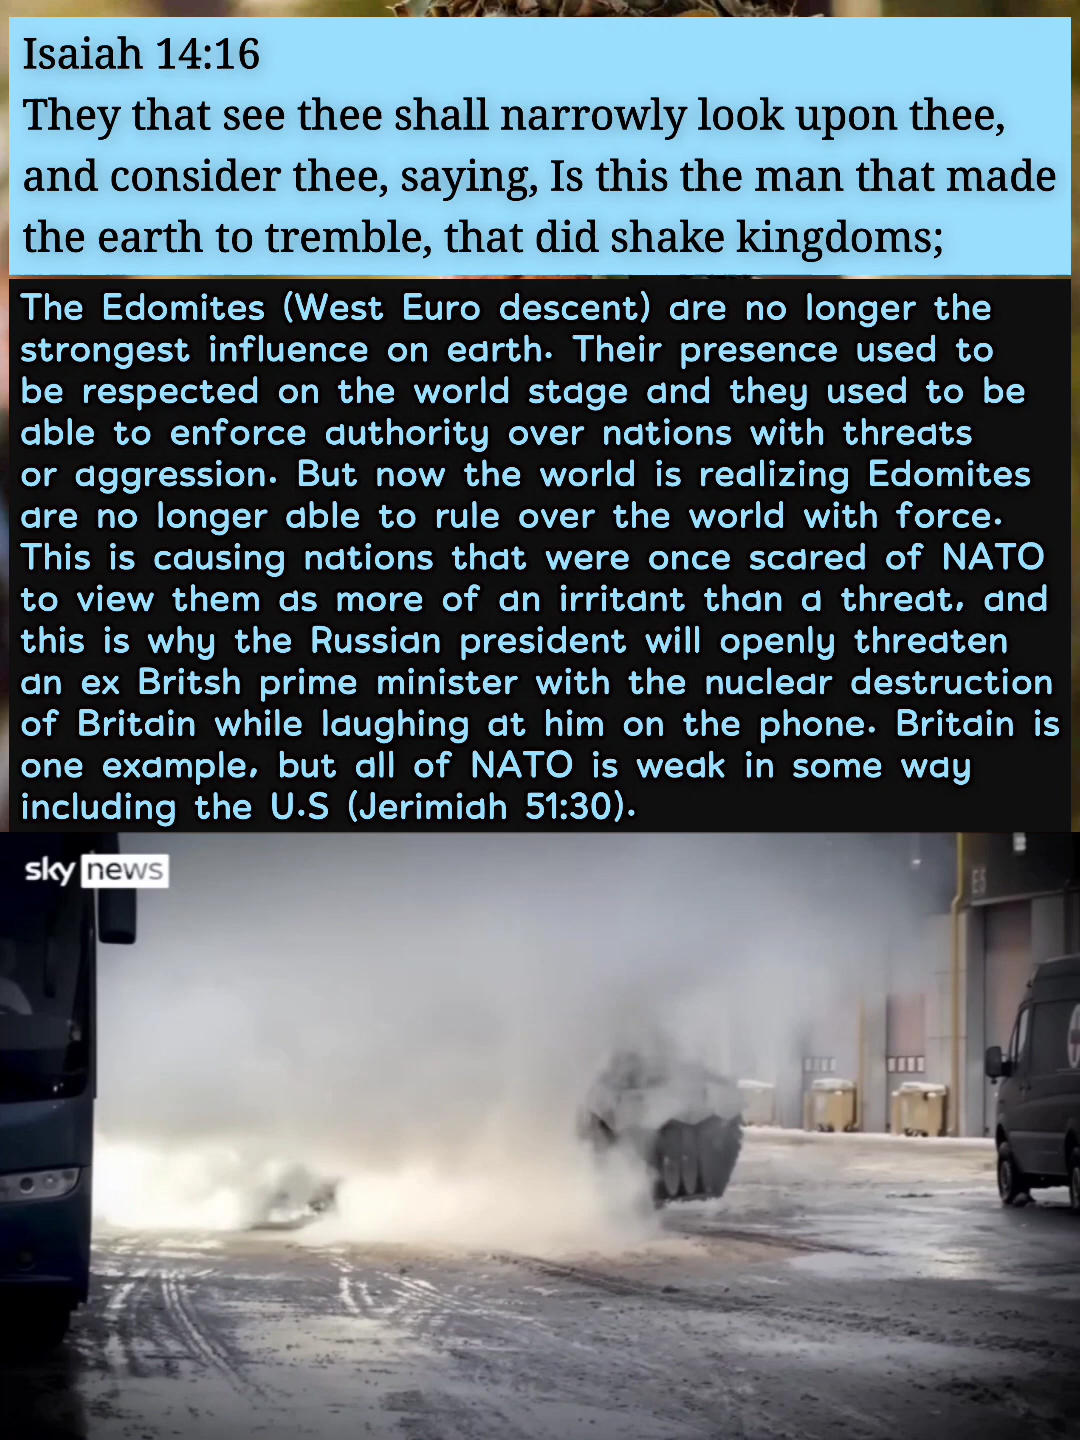 Isaiah 14:16
They that see thee shall narrowly look upon thee,
and consider thee, saying, Is this the man that made
the earth to tremble, that did shake kingdoms;
The Edomites (West Euro descent) are no longer the
strongest influence on earth. Their presence used to
be respected on the world stage and they used to be
able to enforce authority over nations with threats
or aggression. But now the world is realizing Edomites
are no longer able to rule over the world with force.
This is causing nations that were once scared of NATO
to view them as more of an irritant than a threat, and
this is why the Russian president will openly threaten
an ex Britsh prime minister with the nuclear destruction
of Britain while laughing at him on the phone. Britain is
one example, but all of NATO is weak in some way
including the U.S (Jerimiah 51:30).
sky news